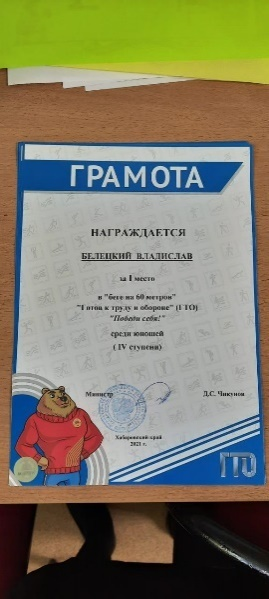 ГРАМОТА
НАГРАЖДАЕТСЯ
БЕЛЕЦКИЙ ВЛАДИСЛАВ
за I место
в "беге на 60 метров"
"Готов к труду и обороне" (ГТО)
"Победи себя!"
среди юношей
( IV ступени)
Министр
Д.С. Чикунов
Хабаровский край
2021 г.
ГТО